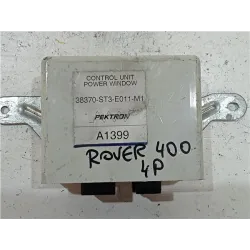 CONTROL UNIT
POWER WINDOW
38370-ST3-E011-M1
PEKTRON
A1399
ROVER 400
4P